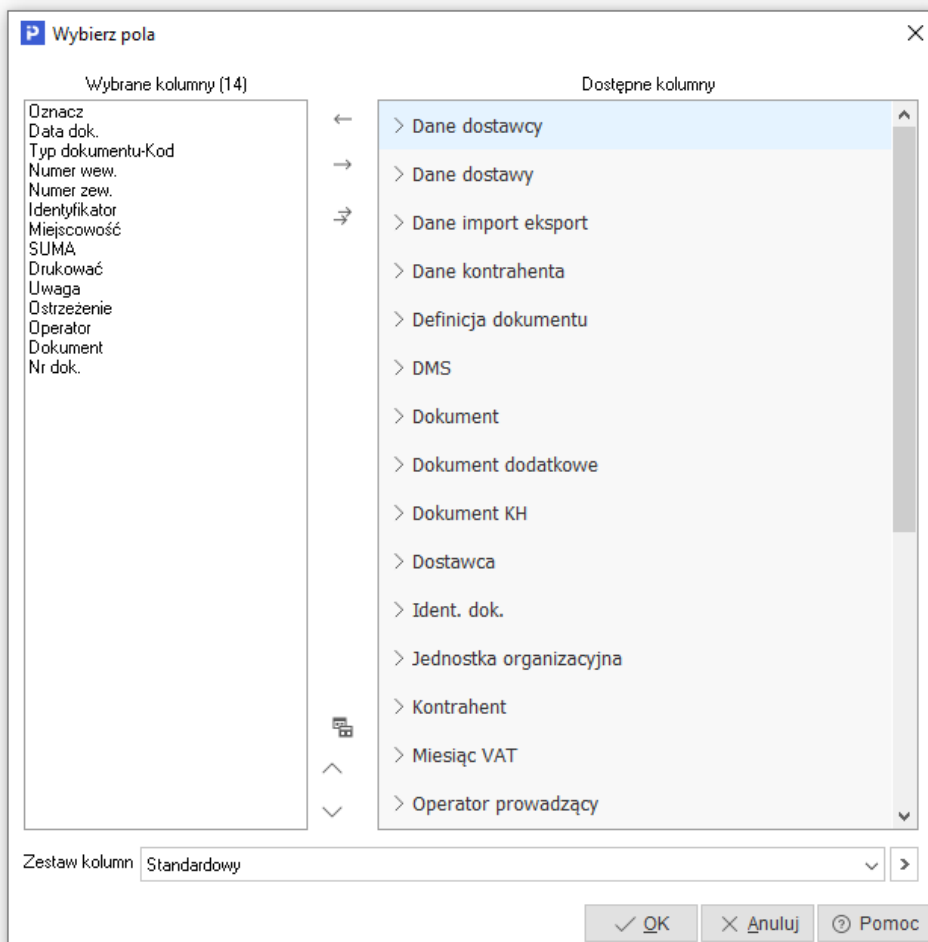 Wybierz pola
Wybrane kolumny (14)
Dostępne kolumny
Oznacz
Data dok.
Typ dokumentu-Kod
Numer wew.
Numer zew.
Identyfikator
Miejscowość
SUMA
Drukować
Uwaga
Ostrzeżenie
Operator
Dokument
Nr dok.
Dane dostawcy
Dane dostawy
Dane import eksport
Dane kontrahenta
Definicja dokumentu
DMS
Dokument
Dokument dodatkowe
Dokument KH
Dostawca
Ident. dok.
Jednostka organizacyjna
Kontrahent
Miesiąc VAT
Operator prowadzący
Zestaw kolumn Standardowy
OK Anuluj Pomoc